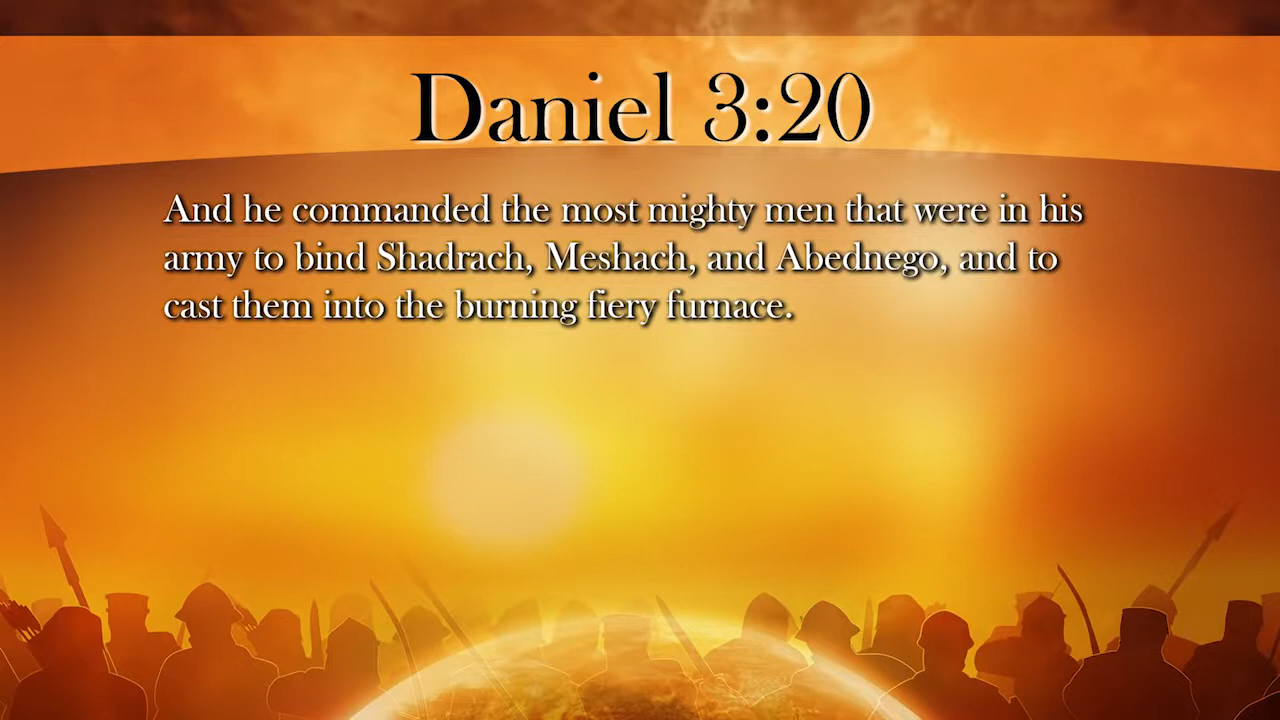 Daniel 3:20
And he commanded the most mighty men that were in his
army to bind Shadrach, Meshach, and Abednego, and to
cast them into the burning fiery furnace.